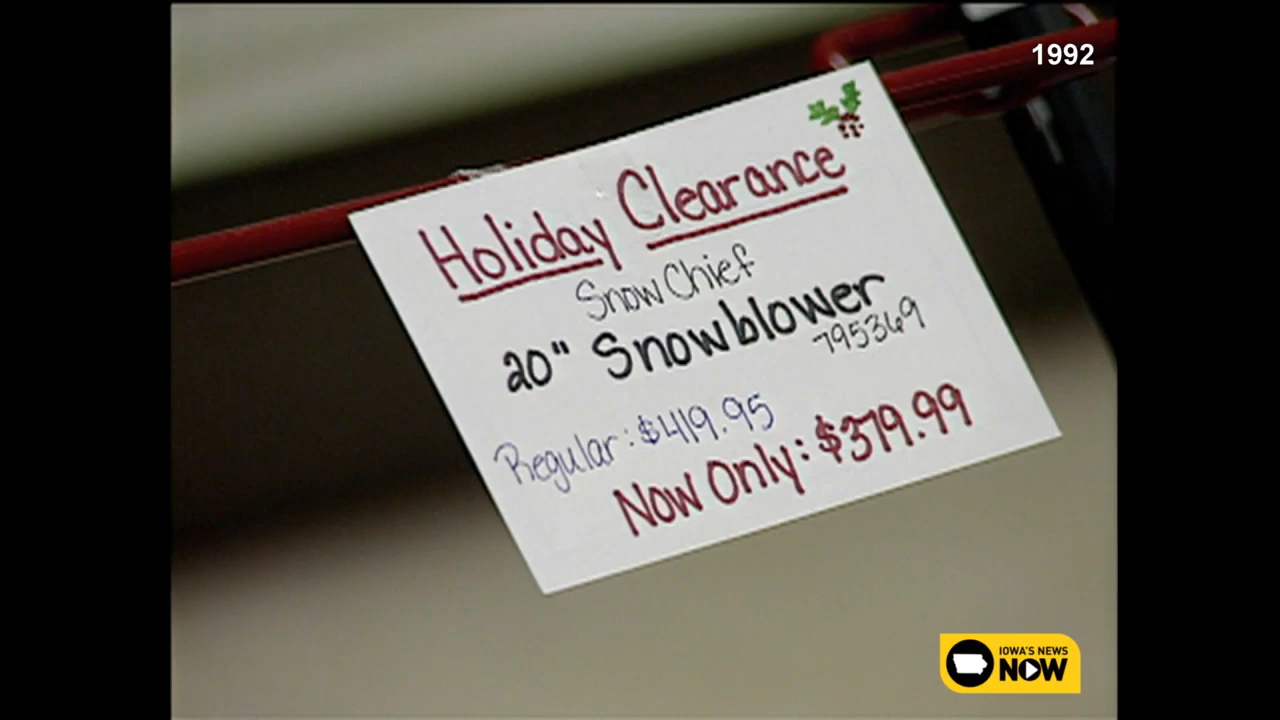 1992
Holiday Clearance
Snow Chief
20" Snowblower
795369
Regular: $419.95
Now Only: $379.99
IOWA'S NEWS
NOW